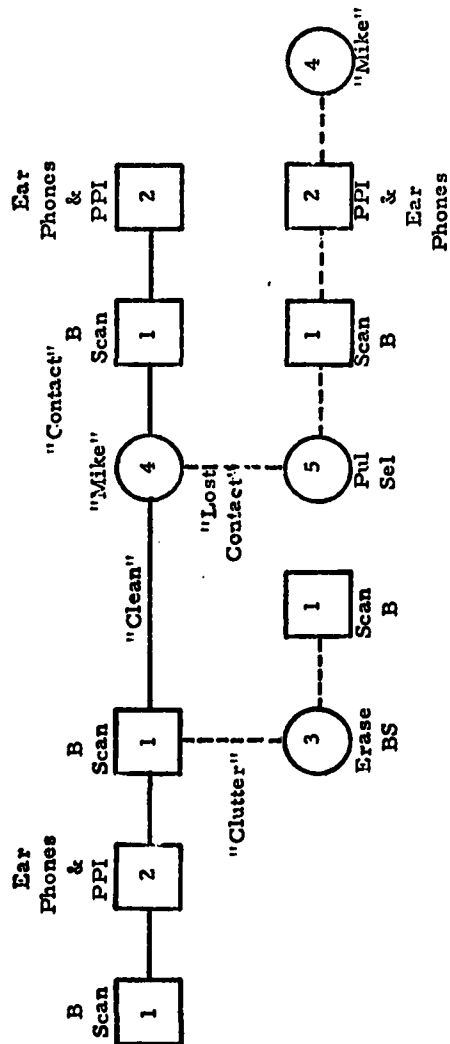 B
Scan
1
Ear
Phones
&
PPI
2
B
Scan
1
"Clean"
"Mike"
4
"Contact"
B
Scan
1
Ear
Phones
&
PPI
2
"Clutter"
"Lost
Contact"
3
Erase
BS
1
Scan
B
5
Pul
Sel
1
Scan
B
2
PPI
&
Ear
Phones
4
"Mike"